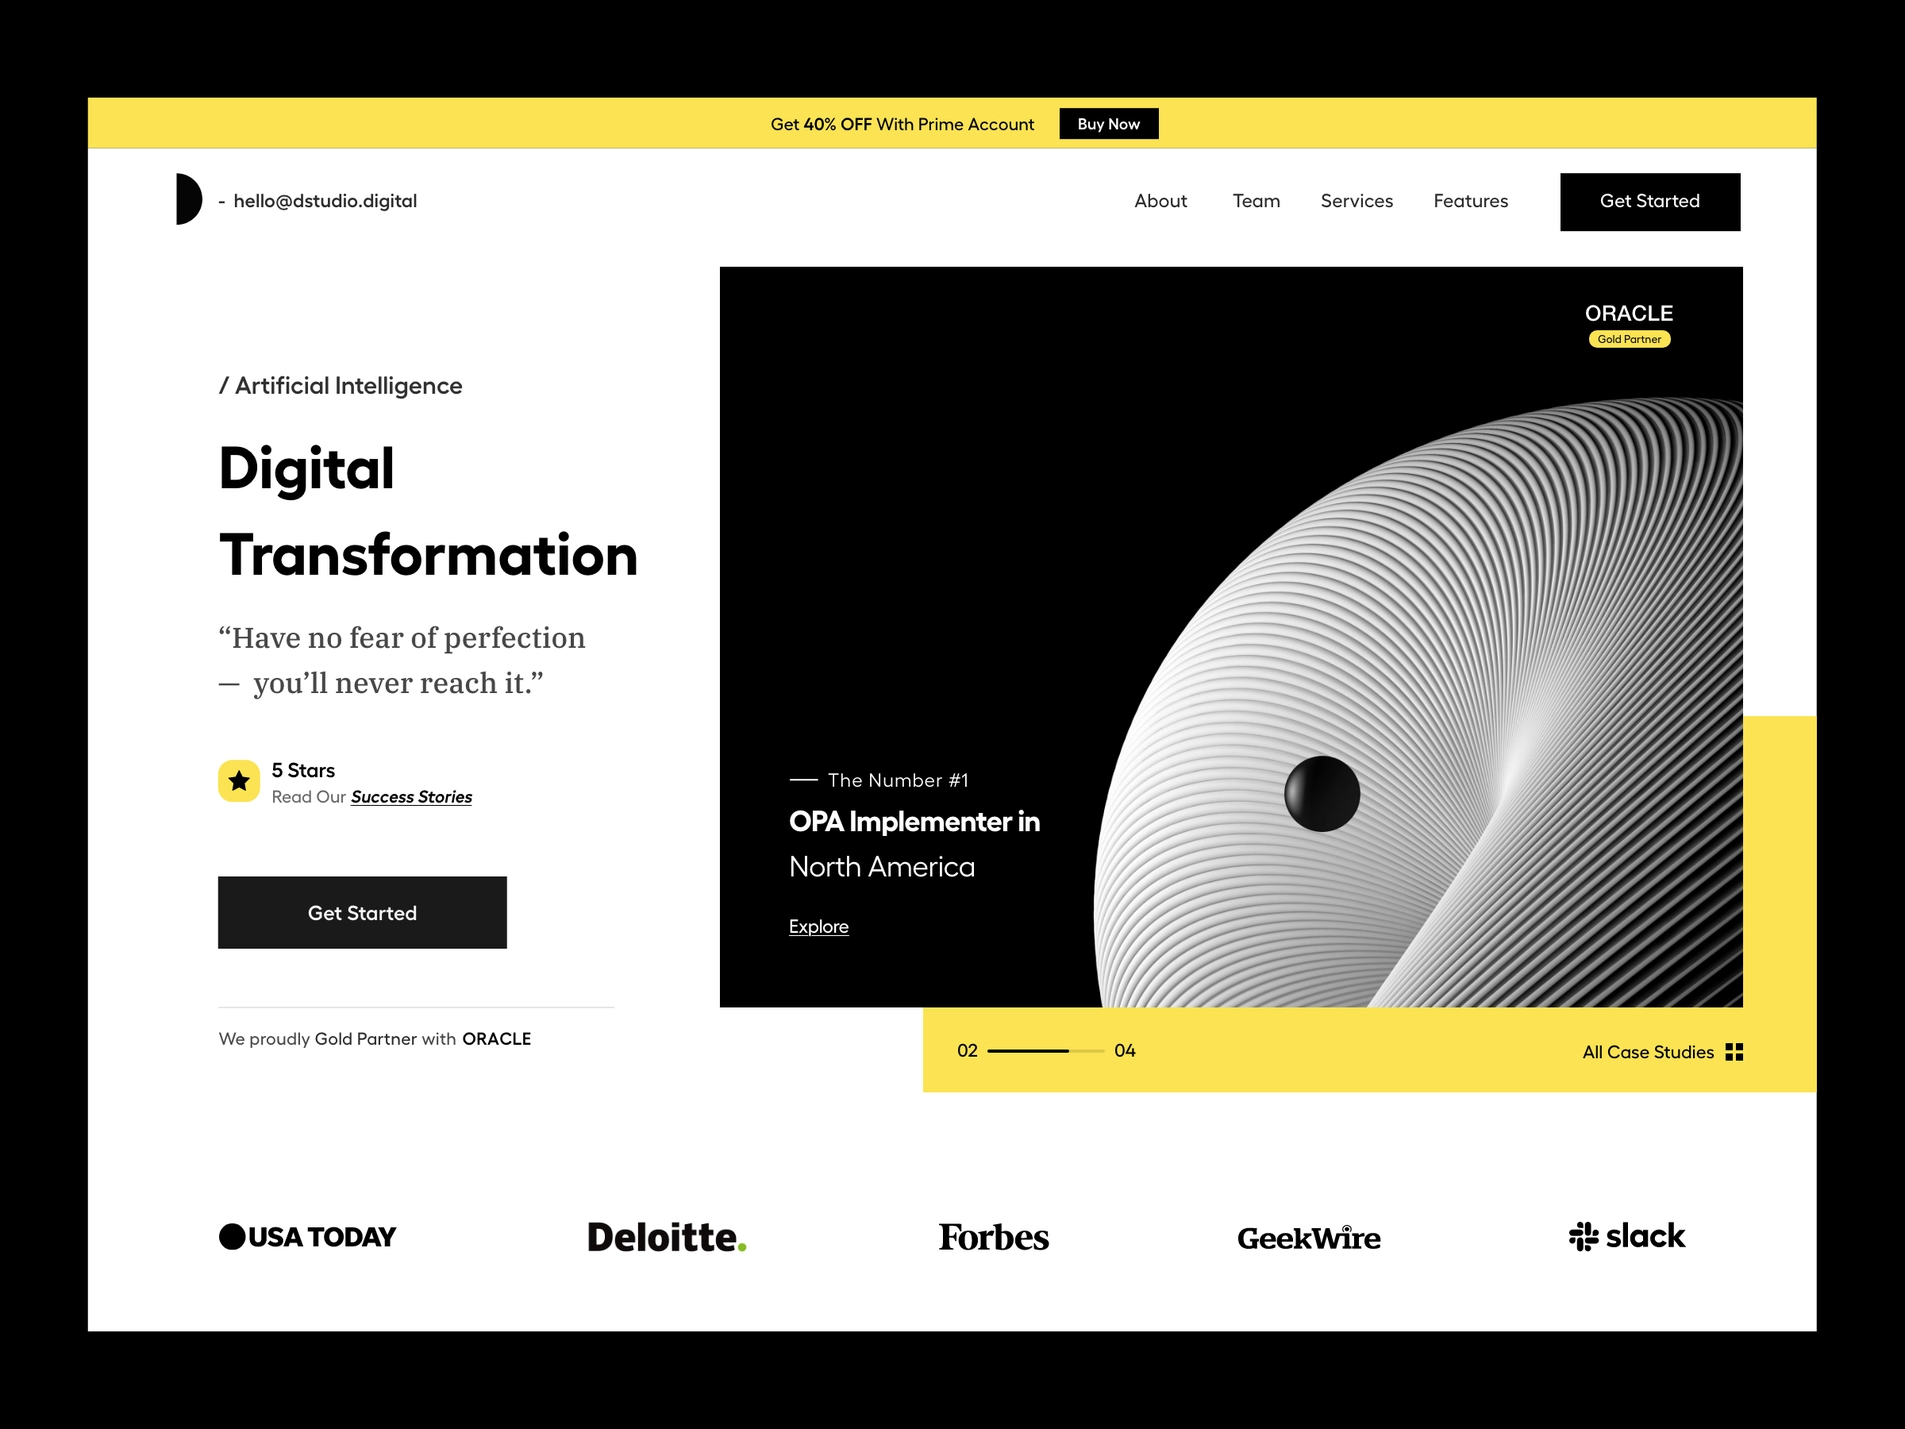 Get 40% OFF With Prime Account
Buy Now
- hello@dstudio.digital
About
Team
Services
Features
Get Started
/ Artificial Intelligence
Digital
Transformation
“Have no fear of perfection
— you’ll never reach it.”
5 Stars
Read Our Success Stories
Get Started
We proudly Gold Partner with ORACLE
ORACLE
Gold Partner
The Number #1
OPA Implementer in
North America
Explore
02
04
All Case Studies
USA TODAY
Deloitte.
Forbes
GeekWire
slack